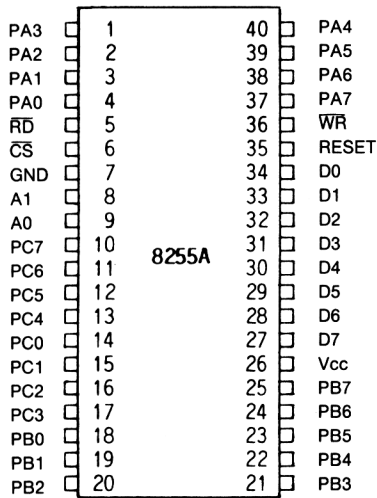 PA3 1 40 PA4
PA2 2 39 PA5
PA1 3 38 PA6
PA0 4 37 PA7
R̅D̅ 5 36 W̅R̅
C̅S̅ 6 35 RESET
GND 7 34 D0
A1 8 33 D1
A0 9 32 D2
PC7 10 31 D3
8255A
PC6 11 30 D4
PC5 12 29 D5
PC4 13 28 D6
PC0 14 27 D7
PC1 15 26 Vcc
PC2 16 25 PB7
PC3 17 24 PB6
PB0 18 23 PB5
PB1 19 22 PB4
PB2 20 21 PB3